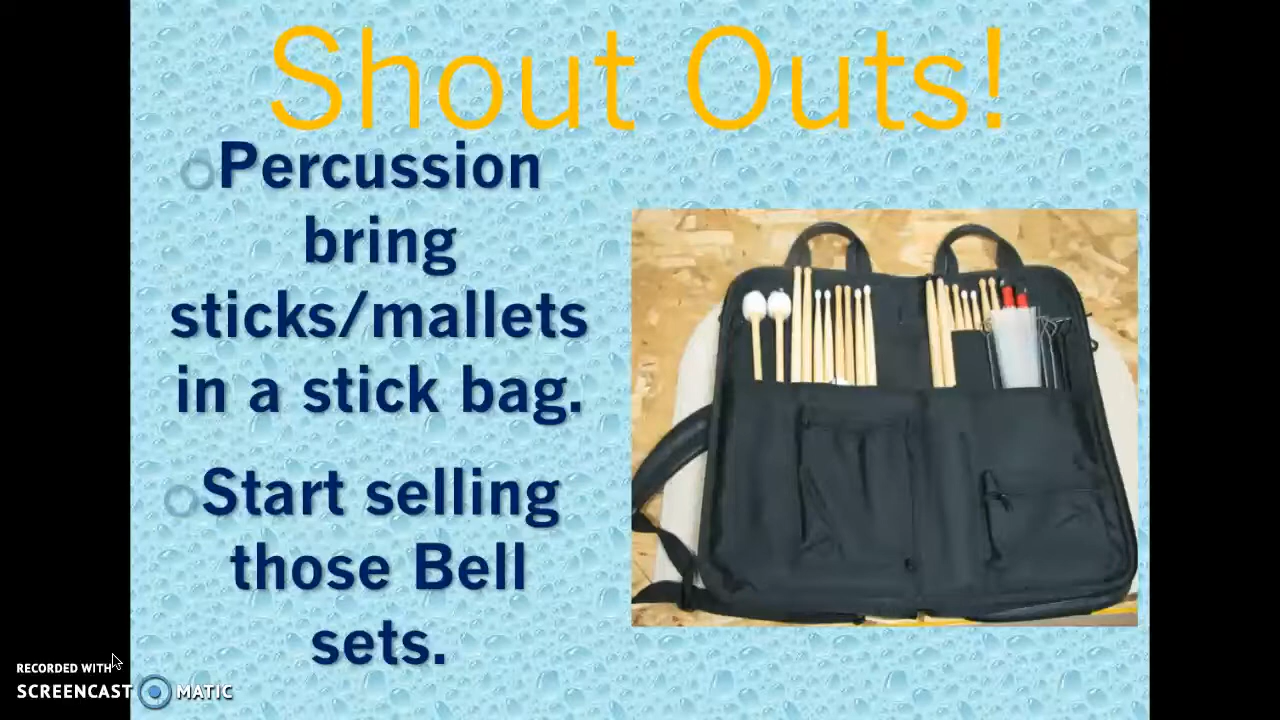 Shout Outs!
Percussion
bring
sticks/mallets
in a stick bag.
Start selling
those Bell
sets.
RECORDED WITH
SCREENCAST MATIC